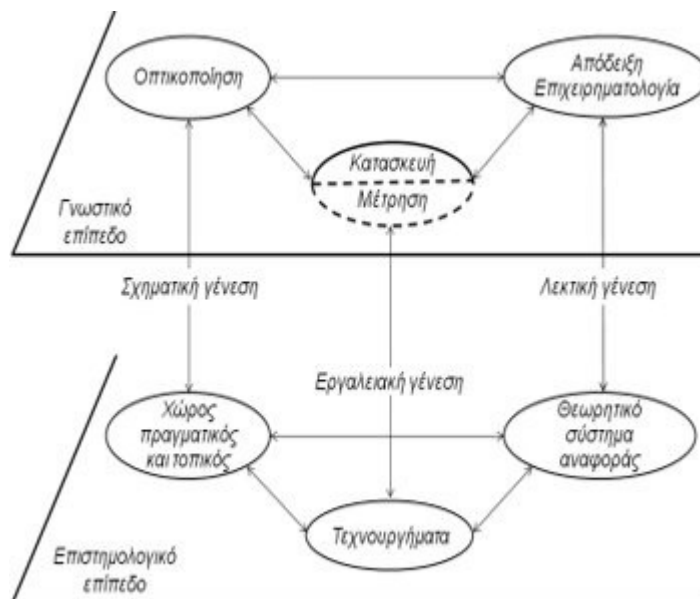 Οπτικοποίηση
Απόδειξη
Επιχειρηματολογία
Κατασκευή
Μέτρηση
Γνωστικό
επίπεδο
Σχηματική γένεση
Λεκτική γένεση
Εργαλειακή γένεση
Χώρος
πραγματικός
και τοπικός
Θεωρητικό
σύστημα
αναφοράς
Τεχνουργήματα
Επιστημολογικό
επίπεδο